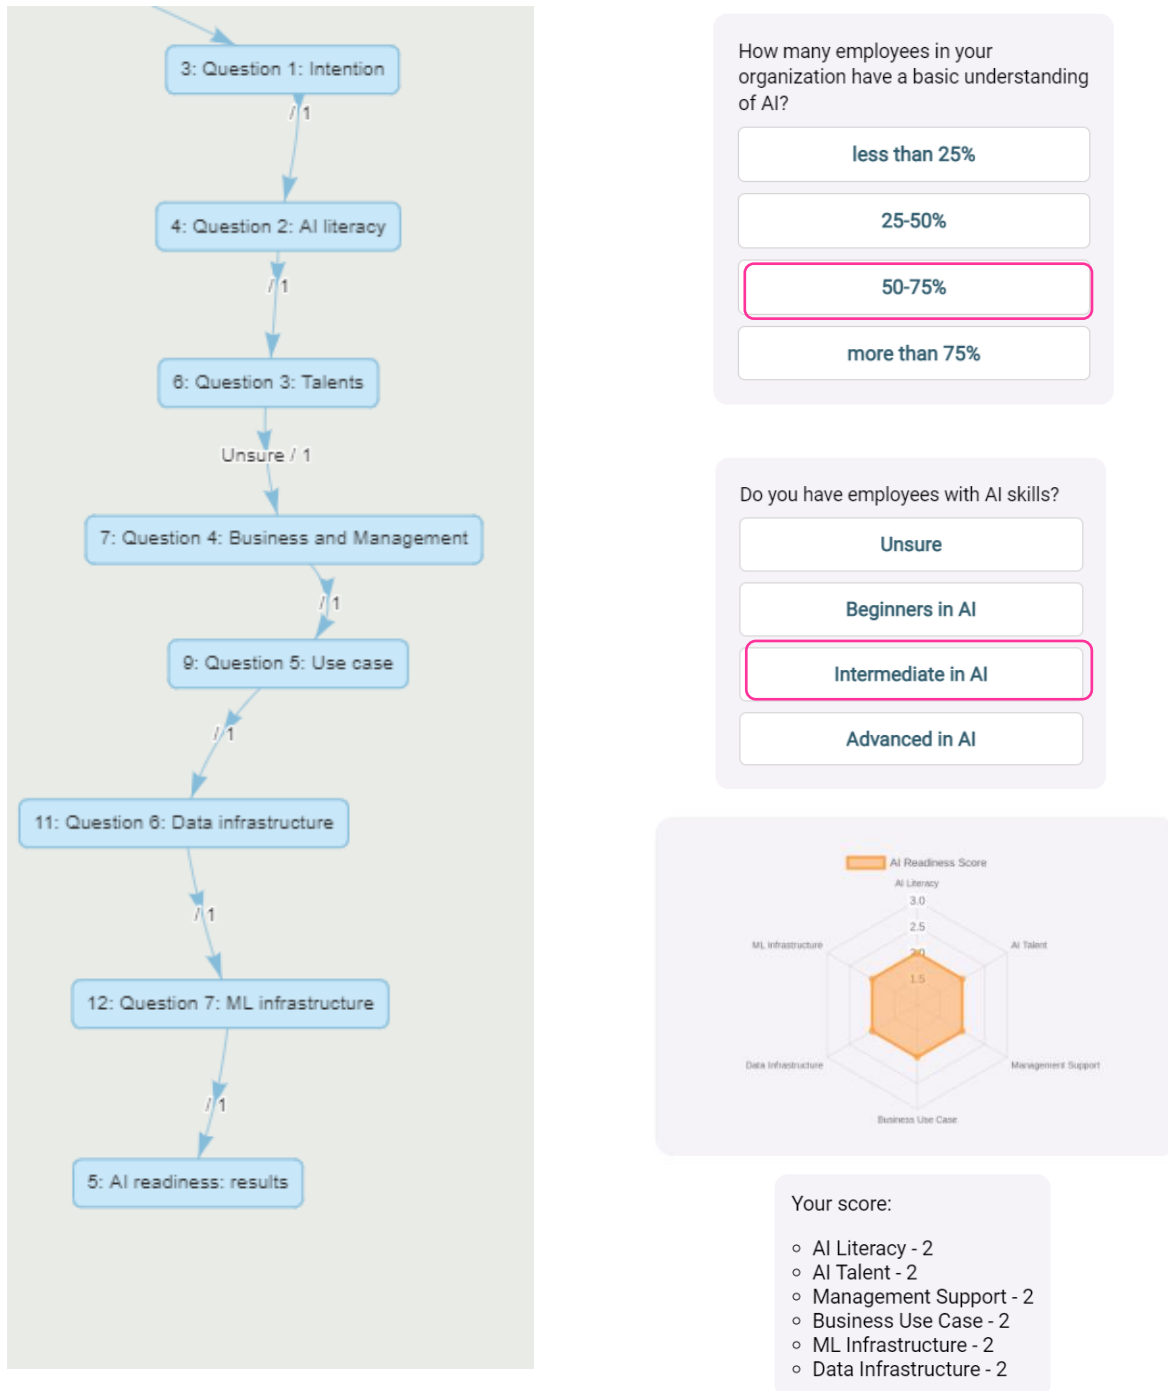 3: Question 1: Intention
/ 1
4: Question 2: AI literacy
/ 1
6: Question 3: Talents
Unsure / 1
7: Question 4: Business and Management
/ 1
9: Question 5: Use case
/ 1
11: Question 6: Data infrastructure
/ 1
12: Question 7: ML infrastructure
/ 1
5: AI readiness: results
How many employees in your
organization have a basic understanding
of AI?
less than 25%
25-50%
50-75%
more than 75%
Do you have employees with AI skills?
Unsure
Beginners in AI
Intermediate in AI
Advanced in AI
AI Readiness Score
AI Literacy
3.0
2.5
2.0
1.5
ML Infrastructure
AI Talent
Data Infrastructure
Management Support
Business Use Case
Your score:
AI Literacy - 2
AI Talent - 2
Management Support - 2
Business Use Case - 2
ML Infrastructure - 2
Data Infrastructure - 2